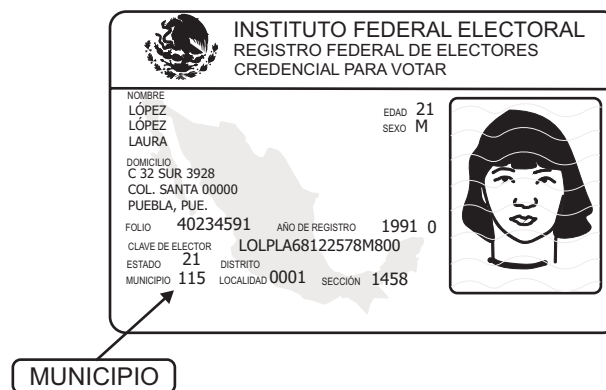 INSTITUTO FEDERAL ELECTORAL
REGISTRO FEDERAL DE ELECTORES
CREDENCIAL PARA VOTAR
NOMBRE
LÓPEZ
LÓPEZ
LAURA
EDAD 21
SEXO M
DOMICILIO
C 32 SUR 3928
COL. SANTA 00000
PUEBLA, PUE.
FOLIO 40234591 AÑO DE REGISTRO 1991 0
CLAVE DE ELECTOR LOLPLA68122578M800
ESTADO 21 DISTRITO
MUNICIPIO 115 LOCALIDAD 0001 SECCIÓN 1458
MUNICIPIO